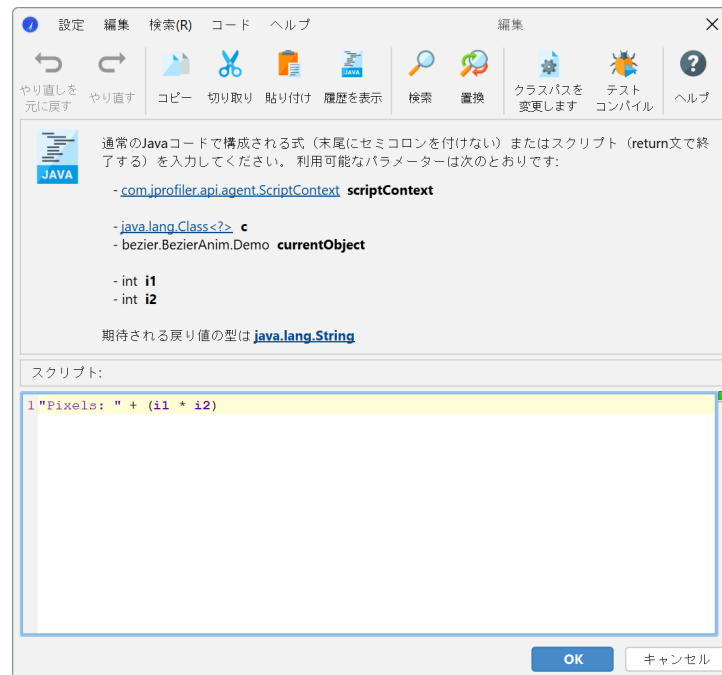 設定 編集 検索(R) コード ヘルプ 編集
やり直しを
元に戻す
やり直す
コピー
切り取り
貼り付け
JAVA
履歴を表示
検索
置換
クラスパスを
変更します
テスト
コンパイル
ヘルプ
JAVA
通常のJavaコードで構成される式（末尾にセミコロンを付けない）またはスクリプト（return文で終
了する）を入力してください。 利用可能なパラメーターは次のとおりです:
- com.jprofiler.api.agent.ScriptContext scriptContext
- java.lang.Class<?> c
- bezier.BezierAnim.Demo currentObject
- int i1
- int i2
期待される戻り値の型は java.lang.String
スクリプト:
1 "Pixels: " + (i1 * i2)
OK キャンセル